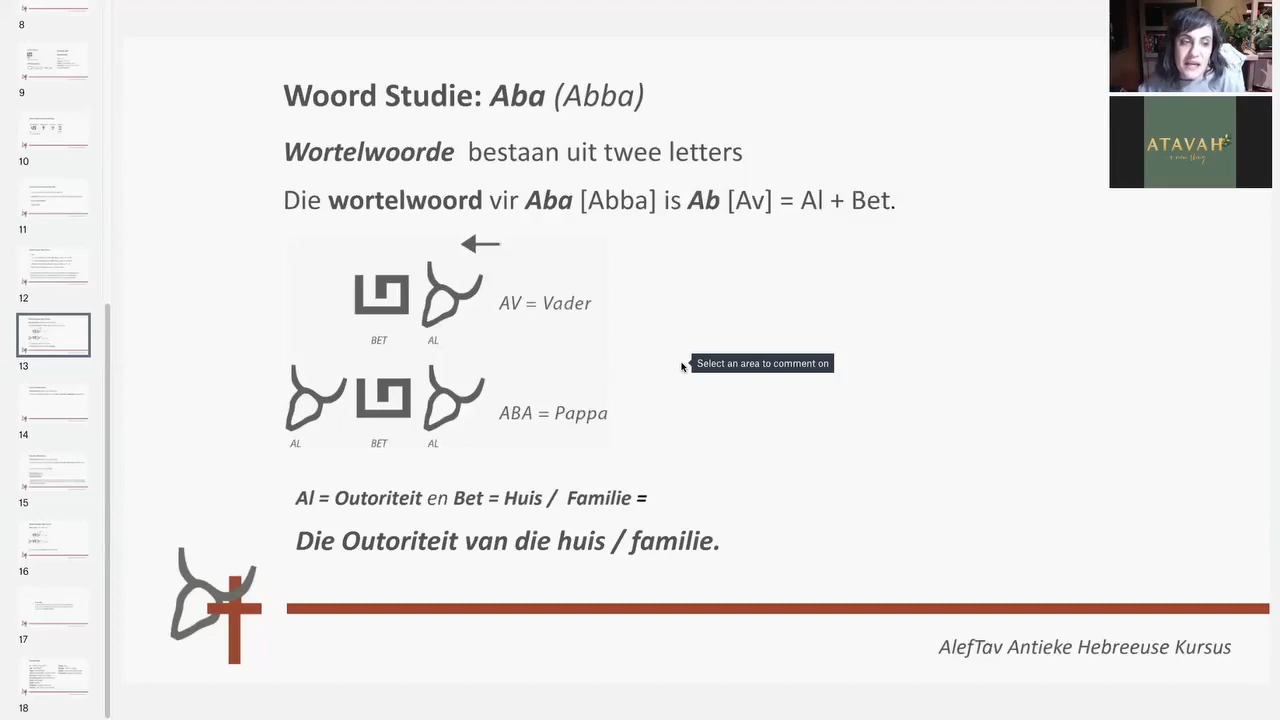 Woord Studie: Aba (Abba)
Wortelwoorde bestaan uit twee letters
Die wortelwoord vir Aba [Abba] is Ab [Av] = Al + Bet.
AV = Vader
BET AL
ABA = Pappa
AL BET AL
Al = Outoriteit en Bet = Huis / Familie =
Die Outoriteit van die huis / familie.
AlefTav Antieke Hebreeuse Kursus
Select an area to comment on
ATAVAH
a new thing
8
9
10
11
12
13
14
15
16
17
18